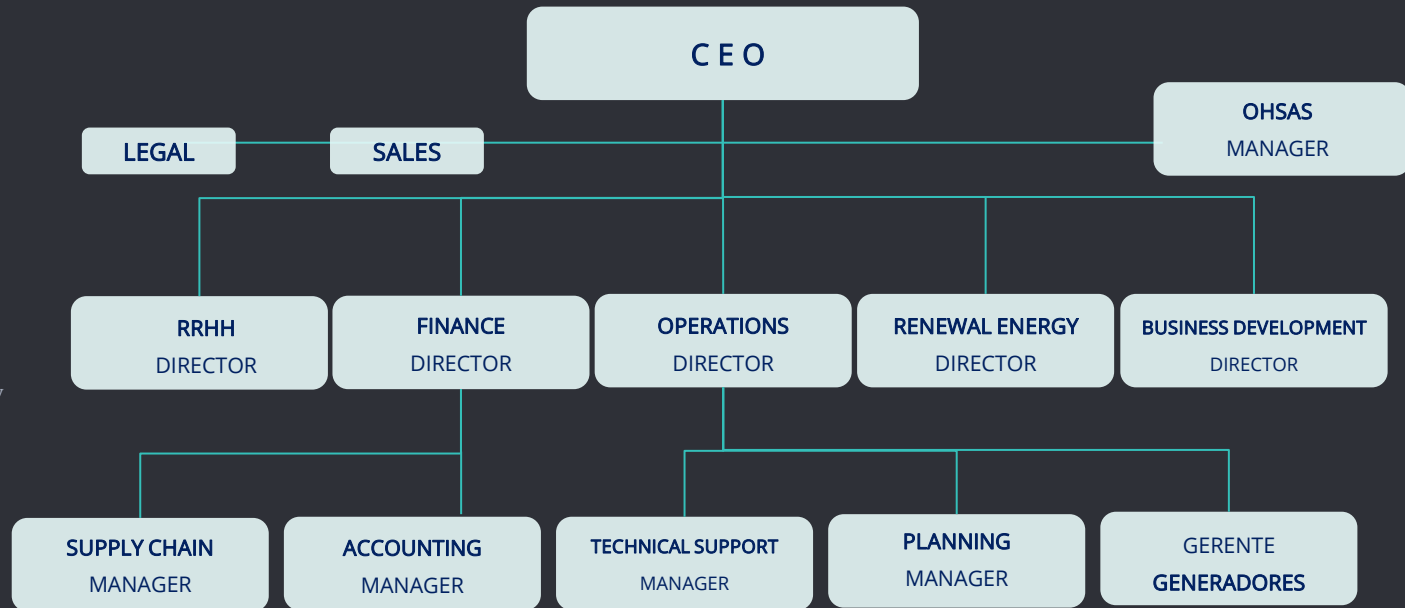 C E O
OHSAS
MANAGER
LEGAL
SALES
RRHH
DIRECTOR
FINANCE
DIRECTOR
OPERATIONS
DIRECTOR
RENEWAL ENERGY
DIRECTOR
BUSINESS DEVELOPMENT
DIRECTOR
SUPPLY CHAIN
MANAGER
ACCOUNTING
MANAGER
TECHNICAL SUPPORT
MANAGER
PLANNING
MANAGER
GERENTE
GENERADORES